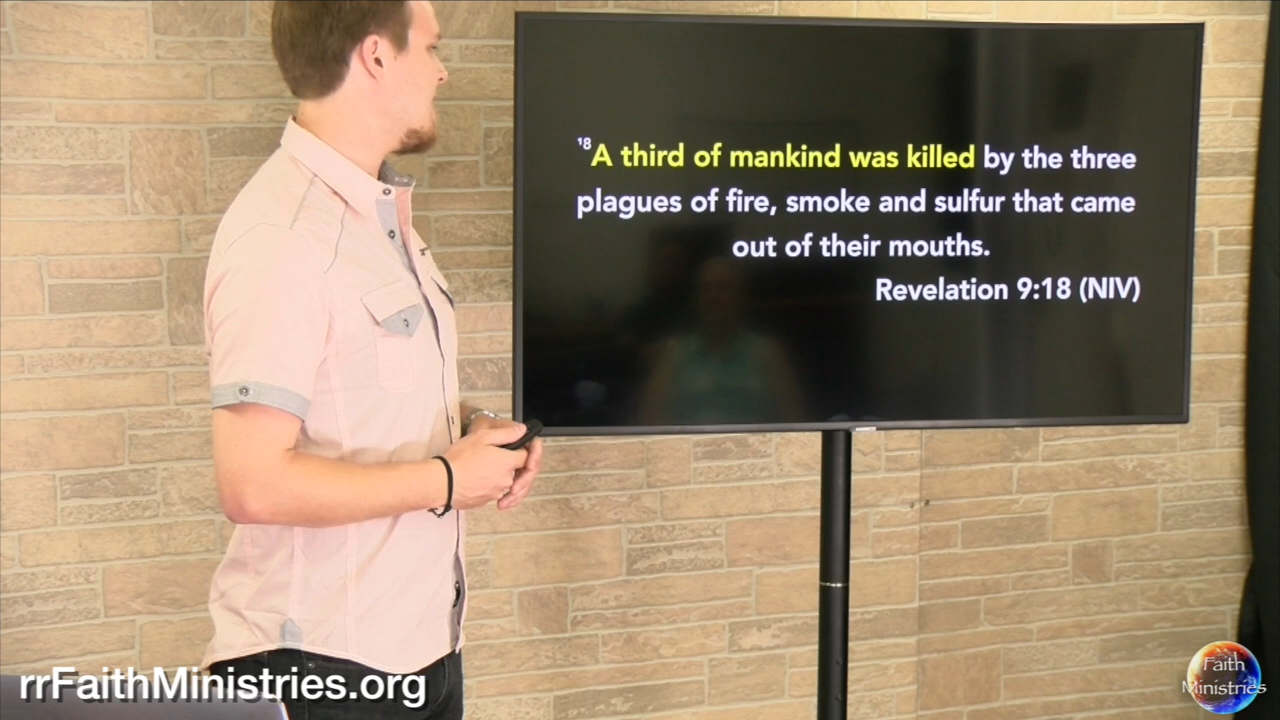 ¹⁸A third of mankind was killed by the three
plagues of fire, smoke and sulfur that came
out of their mouths.
Revelation 9:18 (NIV)
rrFaithMinistries.org
Faith
Ministries